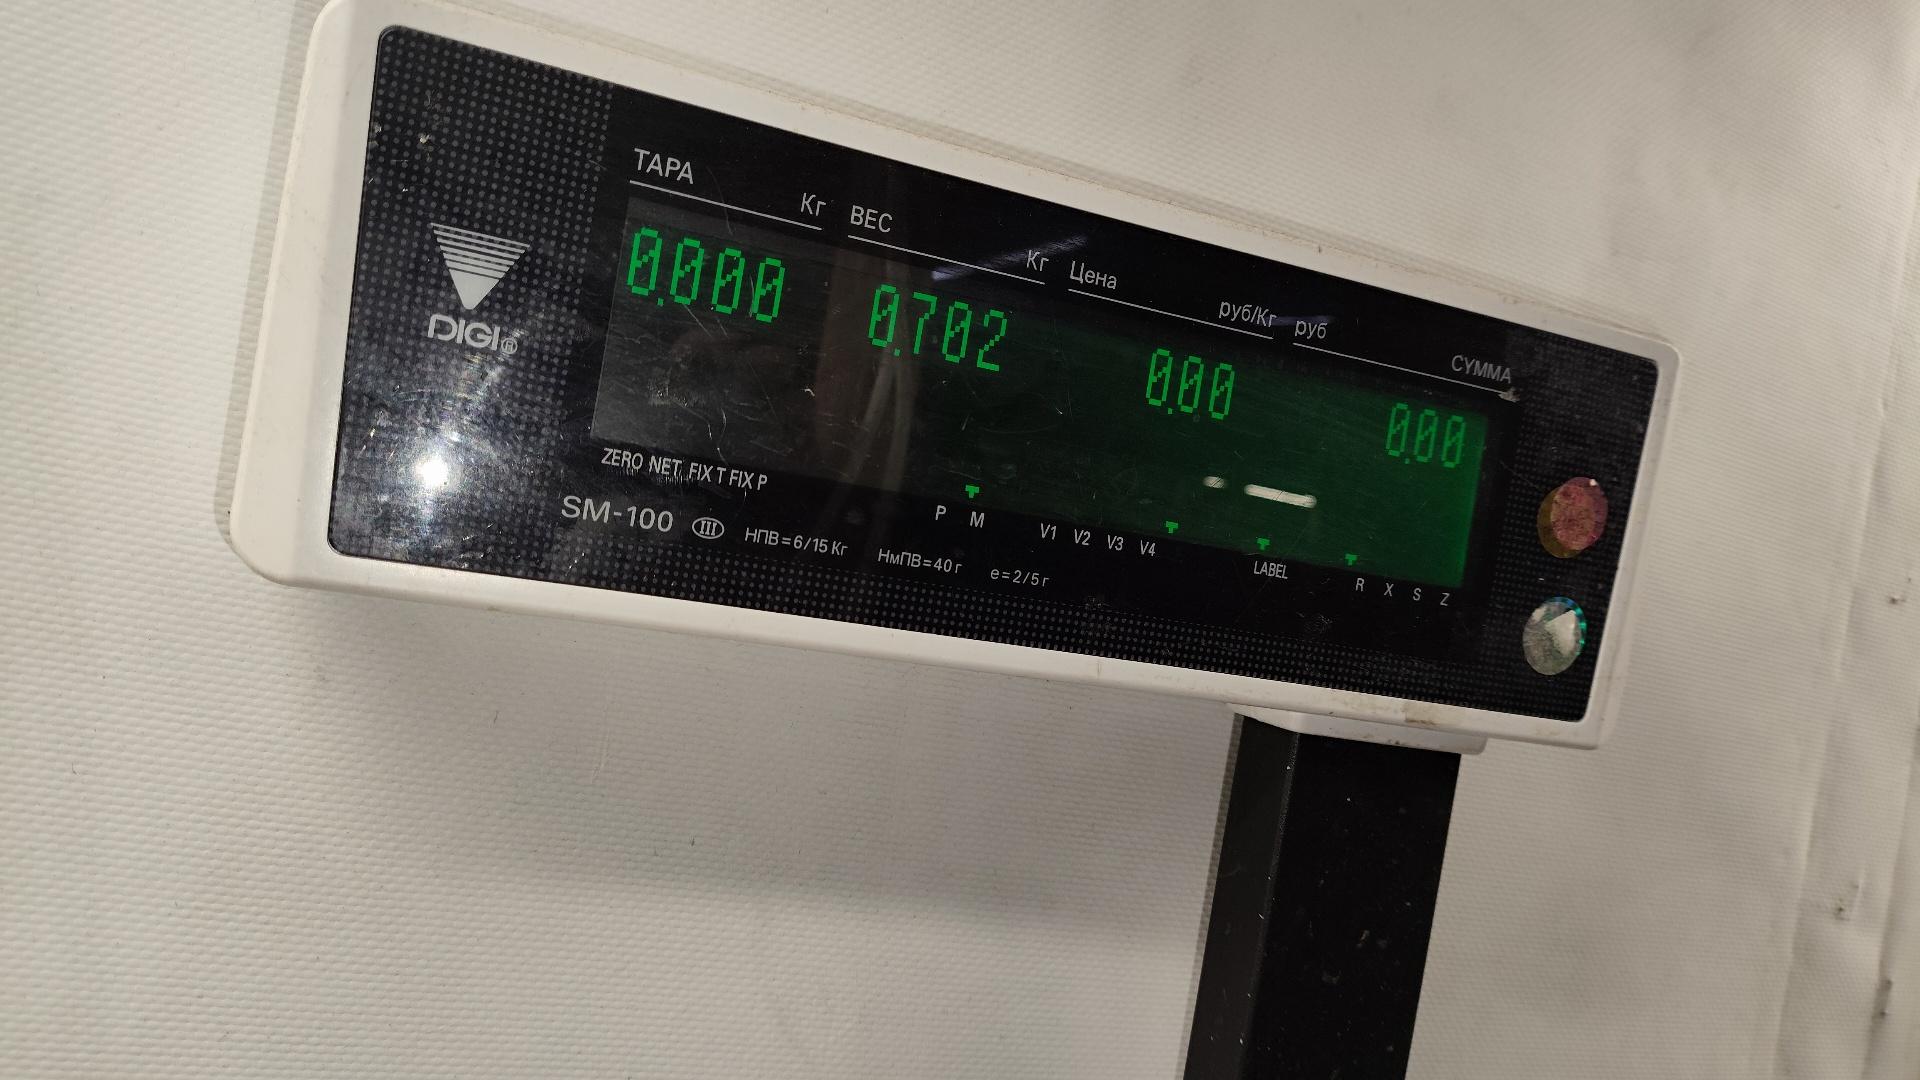 ТАРА Кг ВЕС Кг Цена руб/Кг руб СУММА
0.000 0.702 0.00 0.00
DIGI®
ZERO NET FIX T FIX P P M V1 V2 V3 V4 LABEL R X S Z
SM-100 III НПВ=6/15 Кг НмПВ=40 г e=2/5 г